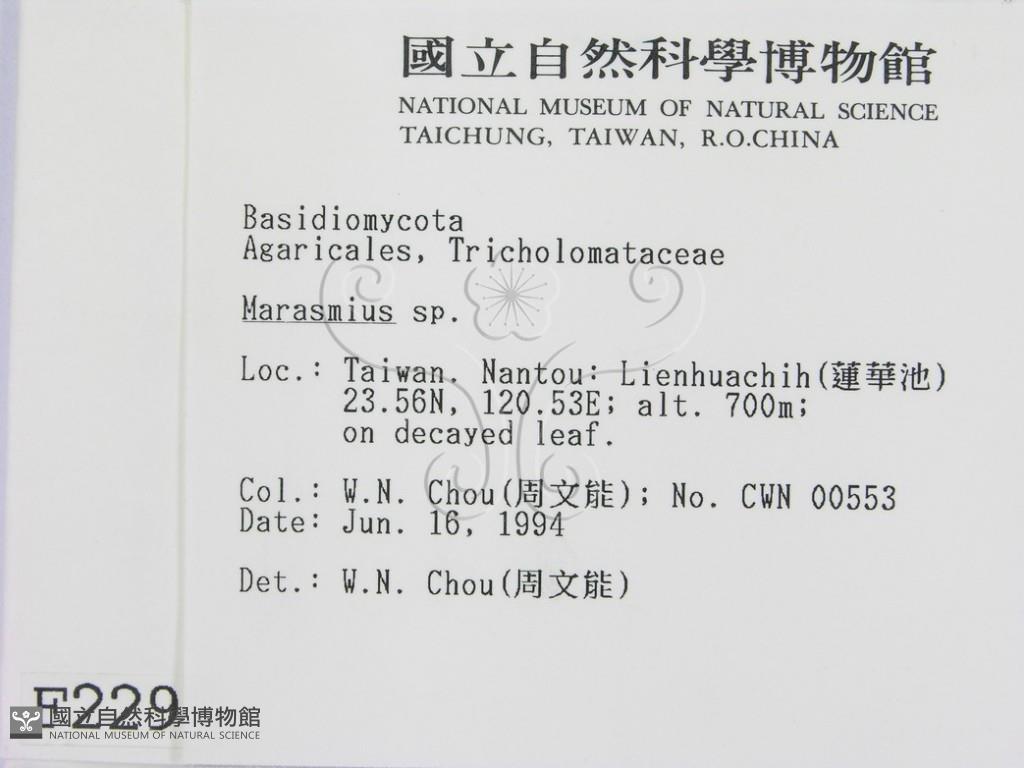 國立自然科學博物館
NATIONAL MUSEUM OF NATURAL SCIENCE
TAICHUNG, TAIWAN, R.O.CHINA
Basidiomycota
Agaricales, Tricholomataceae
Marasmius sp.
Loc.: Taiwan. Nantou: Lienhuachih(蓮華池)
23.56N, 120.53E; alt. 700m;
on decayed leaf.
Col.: W.N. Chou(周文能); No. CWN 00553
Date: Jun. 16, 1994
Det.: W.N. Chou(周文能)
F229
國立自然科學博物館
NATIONAL MUSEUM OF NATURAL SCIENCE